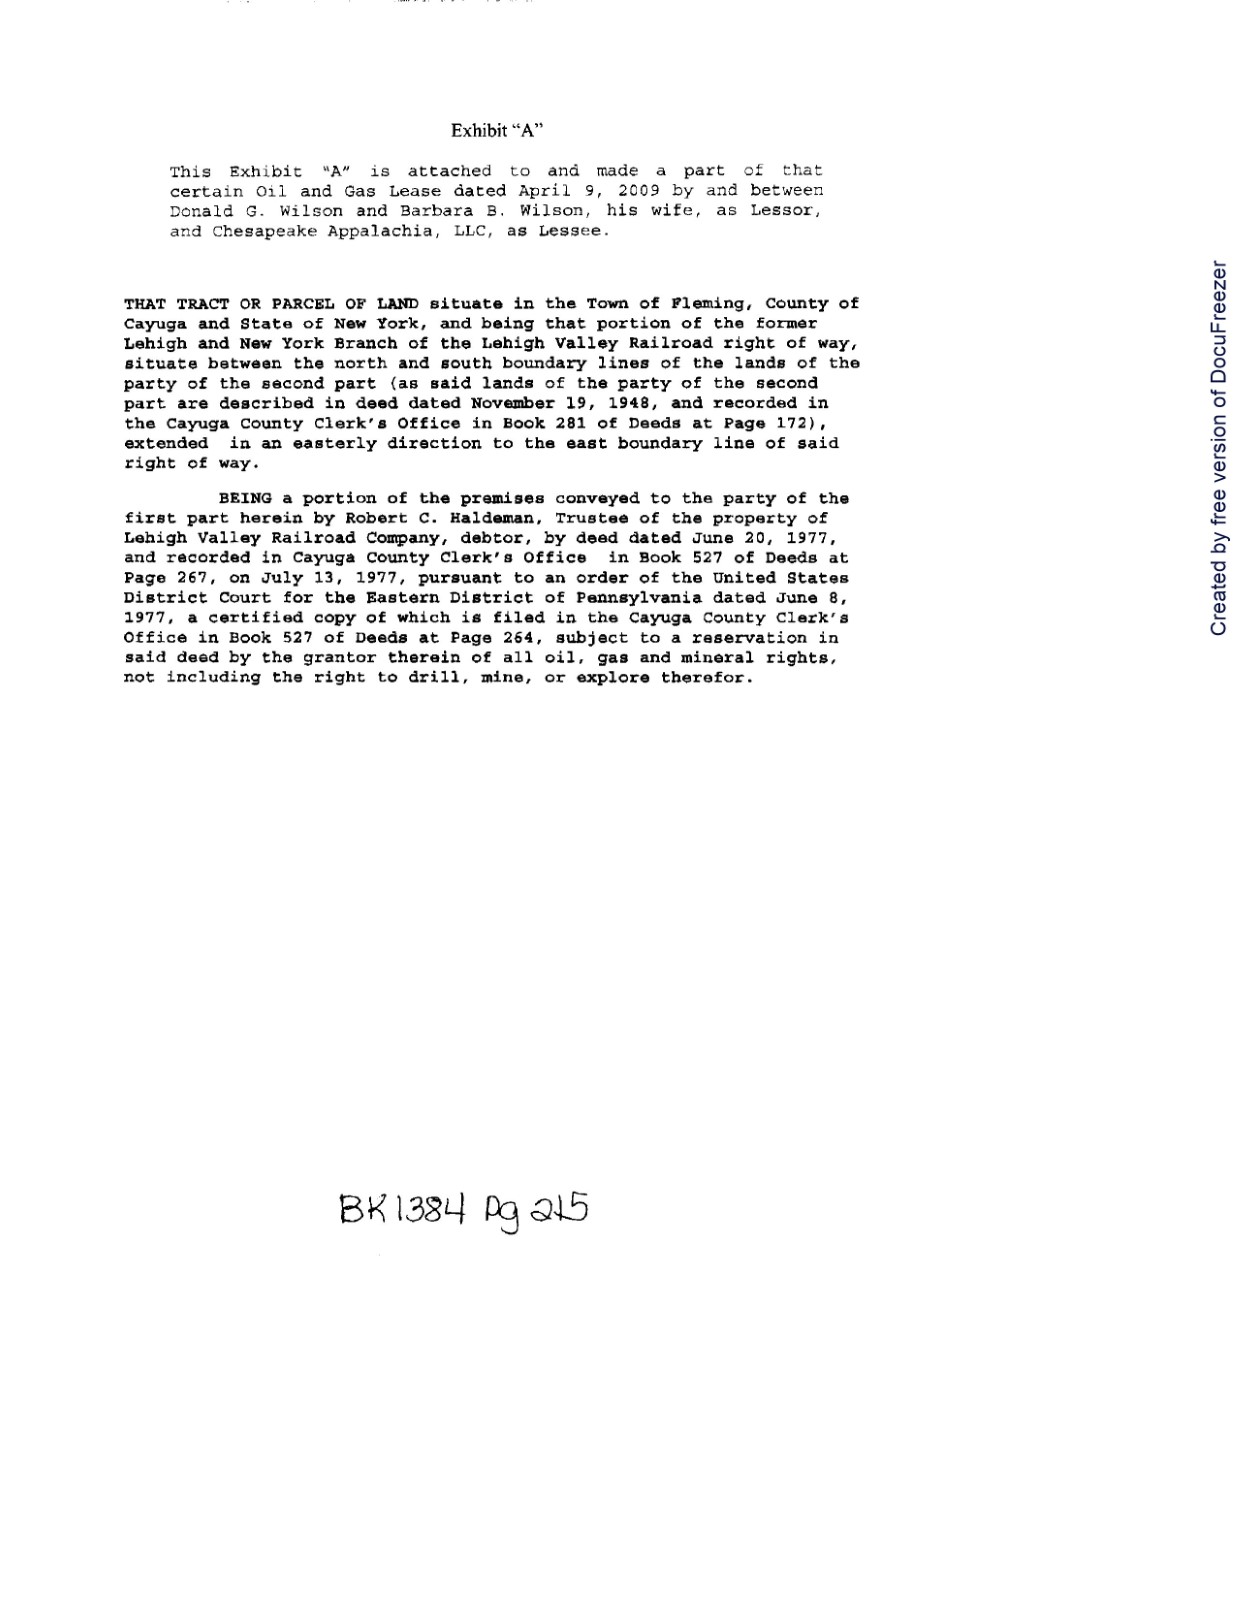 Exhibit “A”
This Exhibit "A" is attached to and made a part of that
certain Oil and Gas Lease dated April 9, 2009 by and between
Donald G. Wilson and Barbara B. Wilson, his wife, as Lessor,
and Chesapeake Appalachia, LLC, as Lessee.
THAT TRACT OR PARCEL OF LAND situate in the Town of Fleming, County of
Cayuga and State of New York, and being that portion of the former
Lehigh and New York Branch of the Lehigh Valley Railroad right of way,
situate between the north and south boundary lines of the lands of the
party of the second part (as said lands of the party of the second
part are described in deed dated November 19, 1948, and recorded in
the Cayuga County Clerk's Office in Book 281 of Deeds at Page 172),
extended in an easterly direction to the east boundary line of said
right of way.
BEING a portion of the premises conveyed to the party of the
first part herein by Robert C. Haldeman, Trustee of the property of
Lehigh Valley Railroad Company, debtor, by deed dated June 20, 1977,
and recorded in Cayuga County Clerk's Office in Book 527 of Deeds at
Page 267, on July 13, 1977, pursuant to an order of the United States
District Court for the Eastern District of Pennsylvania dated June 8,
1977, a certified copy of which is filed in the Cayuga County Clerk's
Office in Book 527 of Deeds at Page 264, subject to a reservation in
said deed by the grantor therein of all oil, gas and mineral rights,
not including the right to drill, mine, or explore therefor.
BK 1384 Pg 215
Created by free version of DocuFreezer